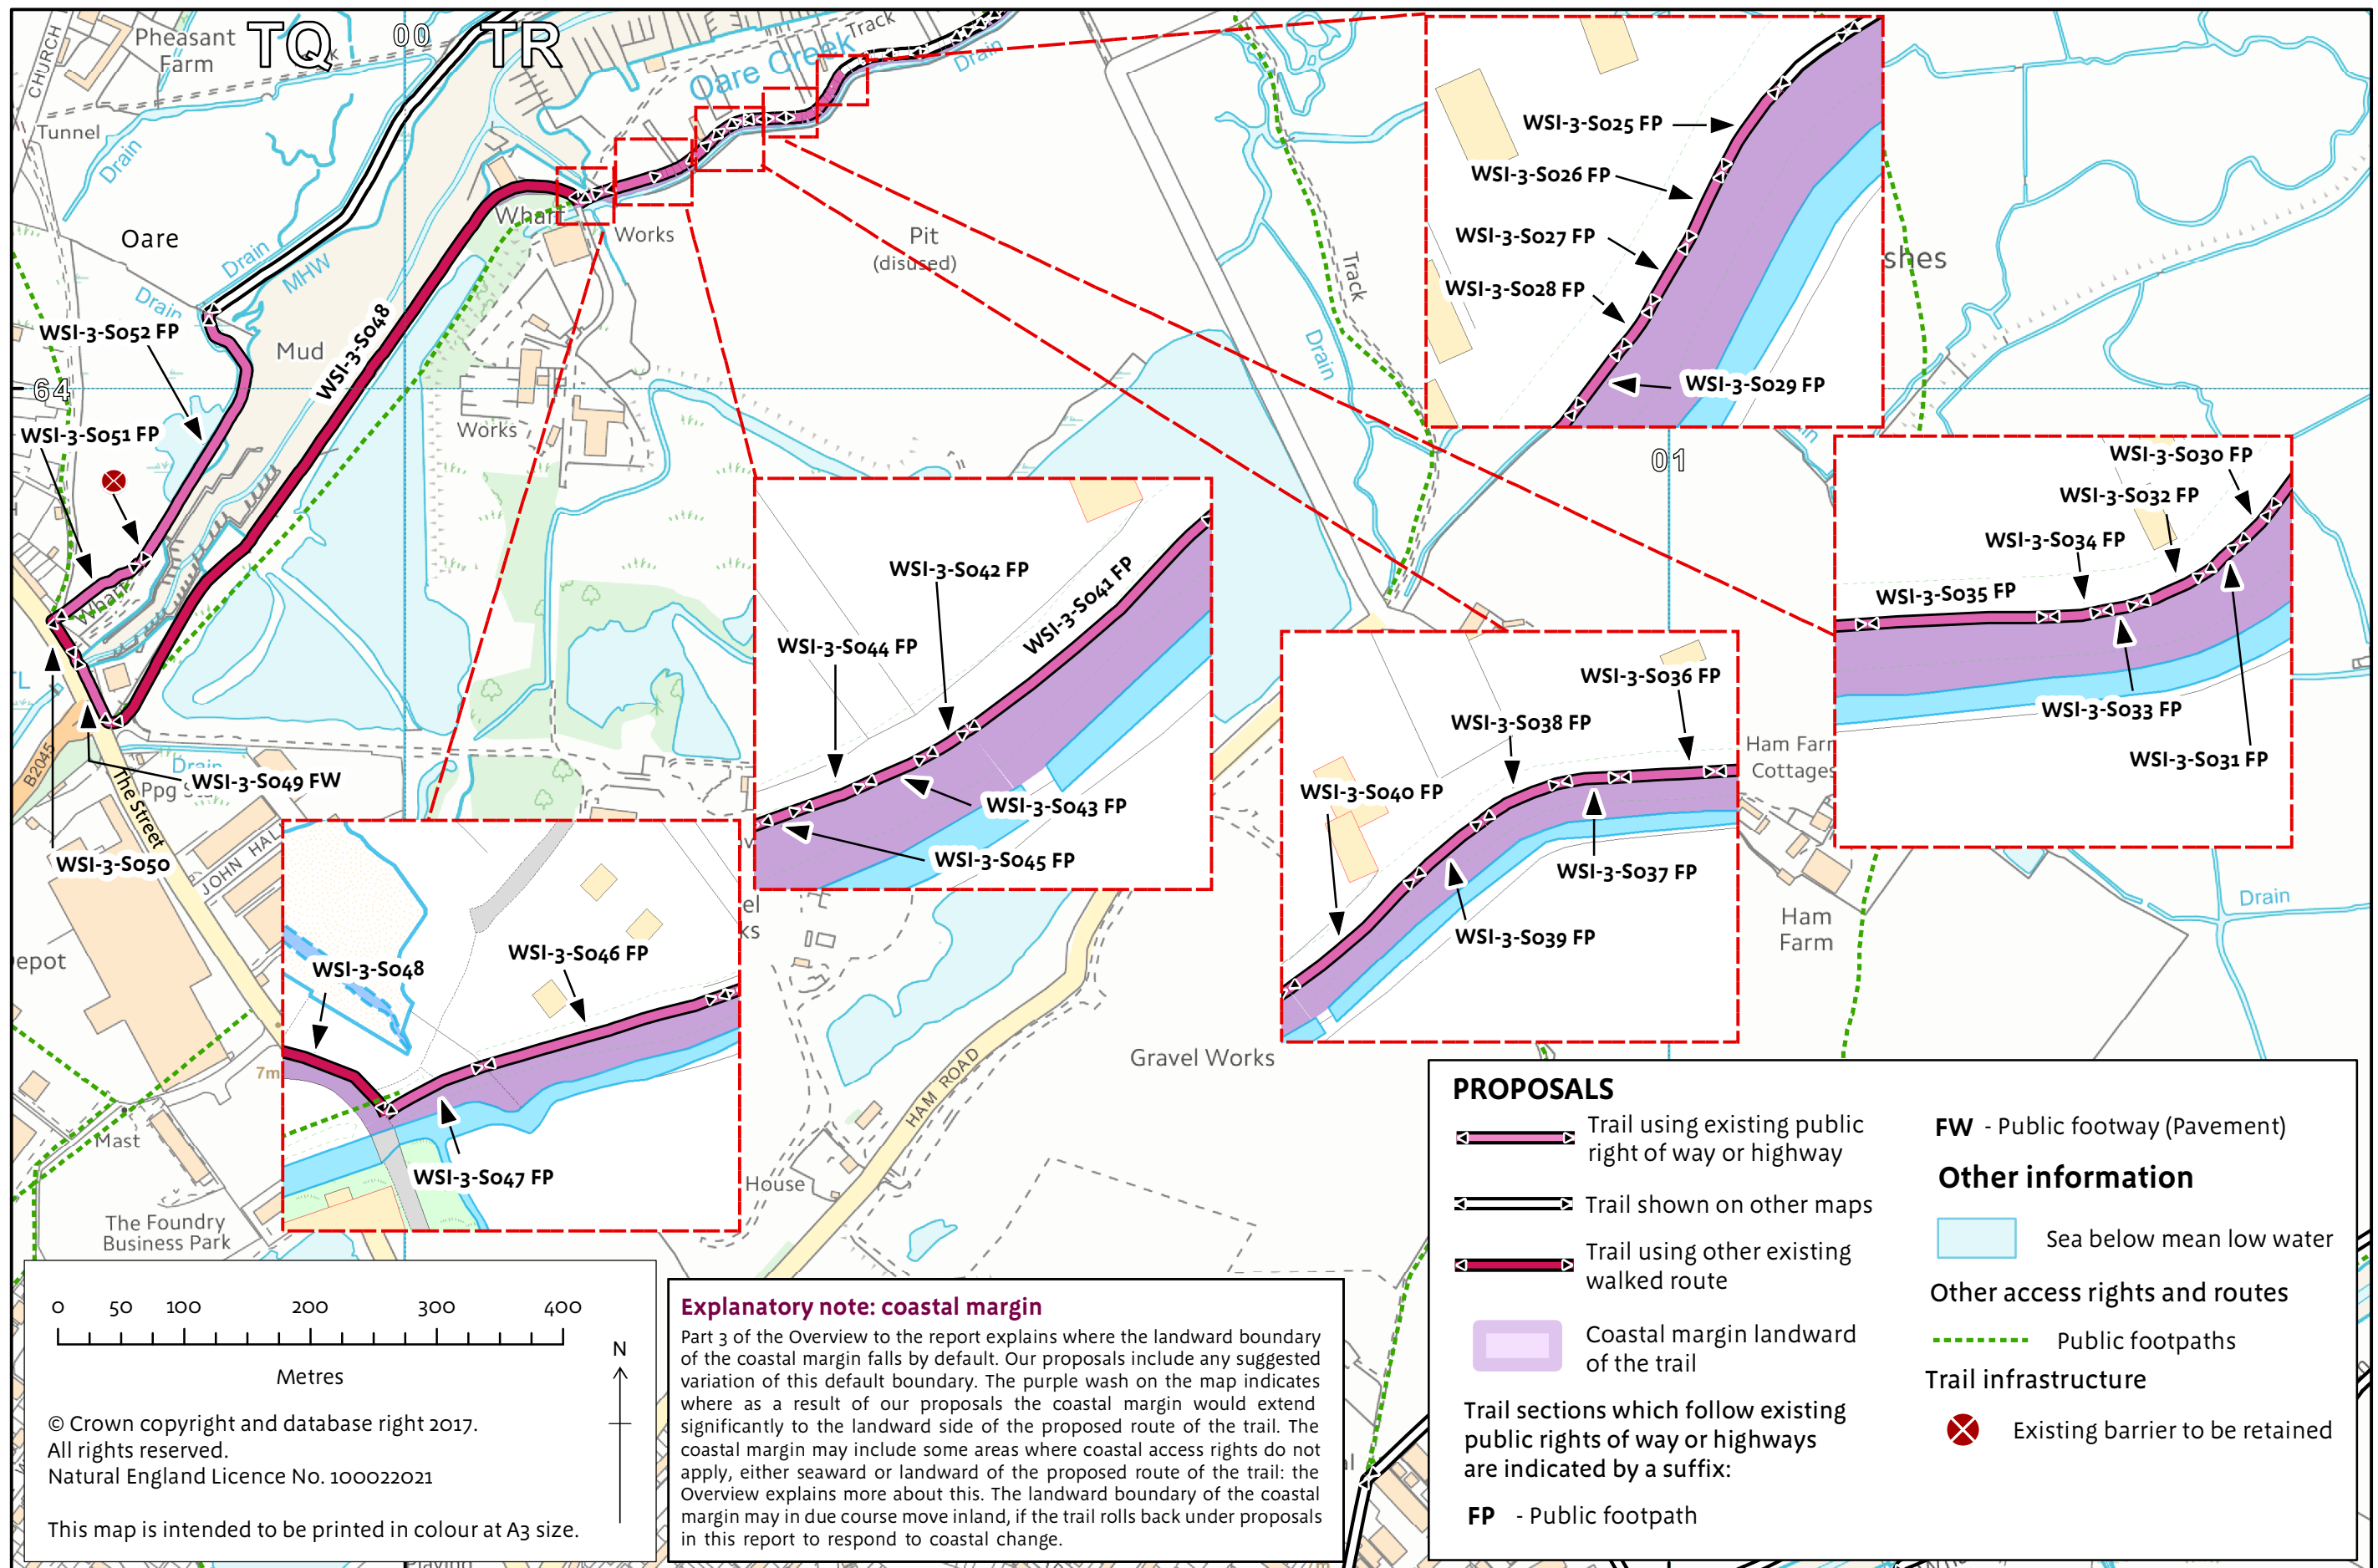 CHURCH
Pheasant
Farm
TQ
00
TR
Track
Oare Creek
Drain
Tunnel
Drain
Oare
Drain
MHW
Drain
Wharf
Works
Pit
(disused)
Track
Drain
shes
WSI-3-S025 FP
WSI-3-S026 FP
WSI-3-S027 FP
WSI-3-S028 FP
WSI-3-S029 FP
WSI-3-S052 FP
Mud
WSI-3-S048
64
WSI-3-S051 FP
Works
01
WSI-3-S030 FP
WSI-3-S032 FP
WSI-3-S034 FP
WSI-3-S035 FP
WSI-3-S033 FP
WSI-3-S031 FP
WSI-3-S042 FP
WSI-3-S041 FP
WSI-3-S044 FP
WSI-3-S043 FP
WSI-3-S045 FP
WSI-3-S036 FP
WSI-3-S038 FP
WSI-3-S040 FP
WSI-3-S037 FP
WSI-3-S039 FP
Wharf
B2045
Drain
WSI-3-S049 FW
The Street
WSI-3-S050
JOHN HAL
Ham Farm
Cottages
Ham
Farm
Drain
epot
el
ks
WSI-3-S046 FP
WSI-3-S048
7m
WSI-3-S047 FP
Mast
The Foundry
Business Park
House
HAM ROAD
Gravel Works
0 50 100 200 300 400
Metres
N
© Crown copyright and database right 2017.
All rights reserved.
Natural England Licence No. 100022021
This map is intended to be printed in colour at A3 size.
Explanatory note: coastal margin
Part 3 of the Overview to the report explains where the landward boundary
of the coastal margin falls by default. Our proposals include any suggested
variation of this default boundary. The purple wash on the map indicates
where as a result of our proposals the coastal margin would extend
significantly to the landward side of the proposed route of the trail. The
coastal margin may include some areas where coastal access rights do not
apply, either seaward or landward of the proposed route of the trail: the
Overview explains more about this. The landward boundary of the coastal
margin may in due course move inland, if the trail rolls back under proposals
in this report to respond to coastal change.
PROPOSALS
Trail using existing public
right of way or highway
Trail shown on other maps
Trail using other existing
walked route
Coastal margin landward
of the trail
Trail sections which follow existing
public rights of way or highways
are indicated by a suffix:
FP - Public footpath
FW - Public footway (Pavement)
Other information
Sea below mean low water
Other access rights and routes
Public footpaths
Trail infrastructure
Existing barrier to be retained